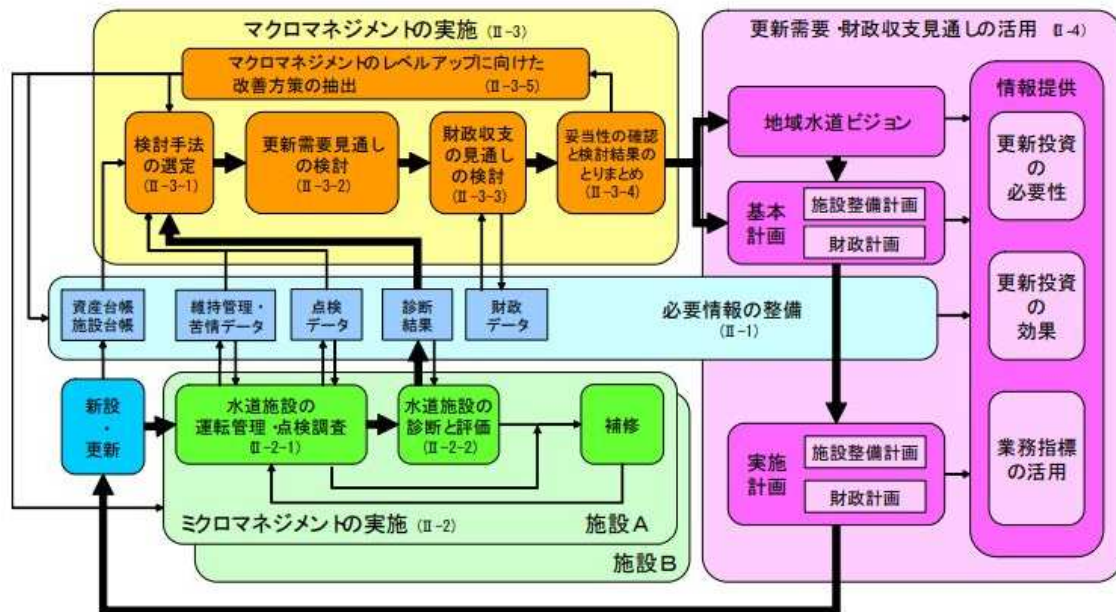 マクロマネジメントの実施 (Ⅱ-3)
マクロマネジメントのレベルアップに向けた
改善方策の抽出 (Ⅱ-3-5)
検討手法
の選定
(Ⅱ-3-1)
更新需要見通し
の検討
(Ⅱ-3-2)
財政収支
の見通し
の検討
(Ⅱ-3-3)
妥当性の確認
と検討結果の
とりまとめ
(Ⅱ-3-4)
更新需要・財政収支見通しの活用 (Ⅱ-4)
地域水道ビジョン
基本
計画
施設整備計画
財政計画
実施
計画
施設整備計画
財政計画
情報提供
更新投資
の
必要性
更新投資
の
効果
業務指標
の活用
資産台帳
施設台帳
維持管理・
苦情データ
点検
データ
診断
結果
財政
データ
必要情報の整備
(Ⅱ-1)
新設
・
更新
水道施設の
運転管理・点検調査
(Ⅱ-2-1)
水道施設の
診断と評価
(Ⅱ-2-2)
補修
ミクロマネジメントの実施 (Ⅱ-2)
施設A
施設B